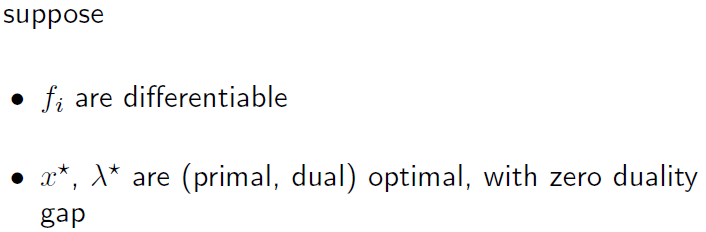 suppose
• fᵢ are differentiable
• x⋆, λ⋆ are (primal, dual) optimal, with zero duality
gap